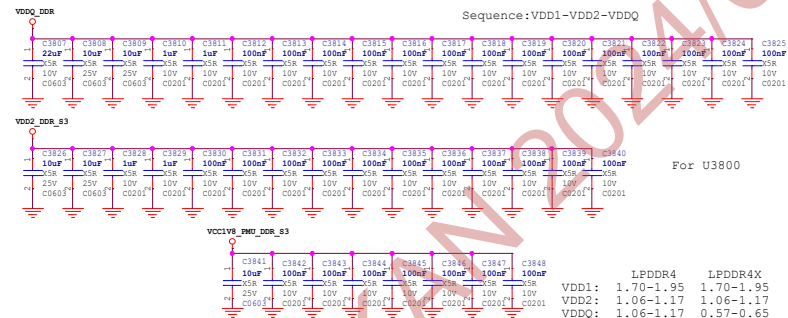 VDDQ_DDR
Sequence:VDD1-VDD2-VDDQ
C3807 C3808 C3809 C3810 C3811 C3812 C3813 C3814 C3815 C3816 C3817 C3818 C3819 C3820 C3821 C3822 C3823 C3824 C3825
22uF 10uF 10uF 1uF 1uF 100nF 100nF 100nF 100nF 100nF 100nF 100nF 100nF 100nF 100nF 100nF 100nF 100nF 100nF
X5R X5R X5R X5R X5R X5R X5R X5R X5R X5R X5R X5R X5R X5R X5R X5R X5R X5R X5R
10V 25V 25V 10V 10V 10V 10V 10V 10V 10V 10V 10V 10V 10V 10V 10V 10V 10V 10V
C0603 C0603 C0603 C0201 C0201 C0201 C0201 C0201 C0201 C0201 C0201 C0201 C0201 C0201 C0201 C0201 C0201 C0201 C0201
VDD2_DDR_S3
C3826 C3827 C3828 C3829 C3830 C3831 C3832 C3833 C3834 C3835 C3836 C3837 C3838 C3839 C3840
10uF 10uF 1uF 1uF 100nF 100nF 100nF 100nF 100nF 100nF 100nF 100nF 100nF 100nF 100nF
X5R X5R X5R X5R X5R X5R X5R X5R X5R X5R X5R X5R X5R X5R X5R
25V 25V 10V 10V 10V 10V 10V 10V 10V 10V 10V 10V 10V 10V 10V
C0603 C0603 C0201 C0201 C0201 C0201 C0201 C0201 C0201 C0201 C0201 C0201 C0201 C0201 C0201
For U3800
VCC1V8_PMU_DDR_S3
C3841 C3842 C3843 C3844 C3845 C3846 C3847 C3848
10uF 100nF 100nF 100nF 100nF 100nF 100nF 100nF
X5R X5R X5R X5R X5R X5R X5R X5R
25V 10V 10V 10V 10V 10V 10V 10V
C0603 C0201 C0201 C0201 C0201 C0201 C0201 C0201
LPDDR4 LPDDR4X
VDD1: 1.70-1.95 1.70-1.95
VDD2: 1.06-1.17 1.06-1.17
VDDQ: 1.06-1.17 0.57-0.65